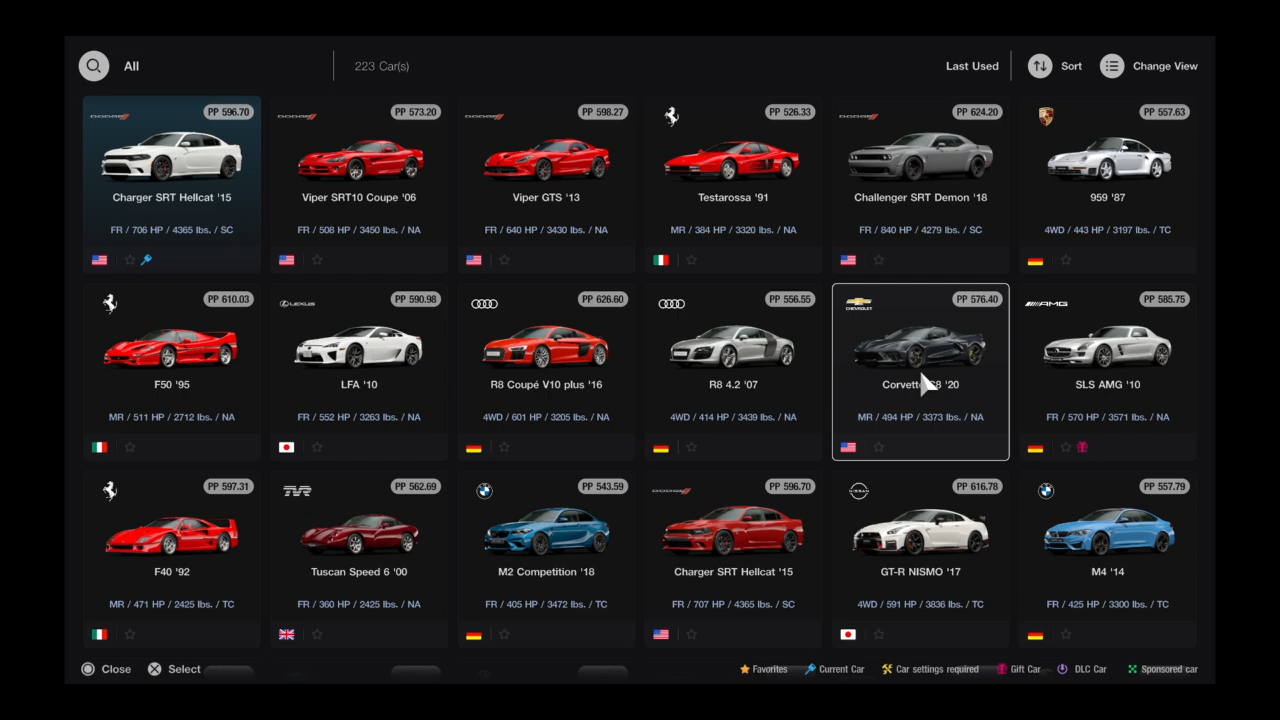 All
223 Car(s)
Last Used
Sort
Change View
DODGE PP 596.70
Charger SRT Hellcat '15
FR / 706 HP / 4365 lbs. / SC
DODGE PP 573.20
Viper SRT10 Coupe '06
FR / 508 HP / 3450 lbs. / NA
DODGE PP 598.27
Viper GTS '13
FR / 640 HP / 3430 lbs. / NA
PP 526.33
Testarossa '91
MR / 384 HP / 3320 lbs. / NA
DODGE PP 624.20
Challenger SRT Demon '18
FR / 840 HP / 4279 lbs. / SC
PP 557.63
959 '87
4WD / 443 HP / 3197 lbs. / TC
PP 610.03
F50 '95
MR / 511 HP / 2712 lbs. / NA
LEXUS PP 590.98
LFA '10
FR / 552 HP / 3263 lbs. / NA
PP 626.60
R8 Coupé V10 plus '16
4WD / 601 HP / 3205 lbs. / NA
PP 556.55
R8 4.2 '07
4WD / 414 HP / 3439 lbs. / NA
CHEVROLET PP 576.40
'20
MR / 494 HP / 3373 lbs. / NA
AMG PP 585.75
SLS AMG '10
FR / 570 HP / 3571 lbs. / NA
PP 597.31
F40 '92
MR / 471 HP / 2425 lbs. / TC
TVR PP 562.69
Tuscan Speed 6 '00
FR / 360 HP / 2425 lbs. / NA
PP 543.59
M2 Competition '18
FR / 405 HP / 3472 lbs. / TC
DODGE PP 596.70
Charger SRT Hellcat '15
FR / 707 HP / 4365 lbs. / SC
NISSAN PP 616.78
GT-R NISMO '17
4WD / 591 HP / 3836 lbs. / TC
PP 557.79
M4 '14
FR / 425 HP / 3300 lbs. / TC
Close
Select
Favorites
Current Car
Car settings required
Gift Car
DLC Car
Sponsored car